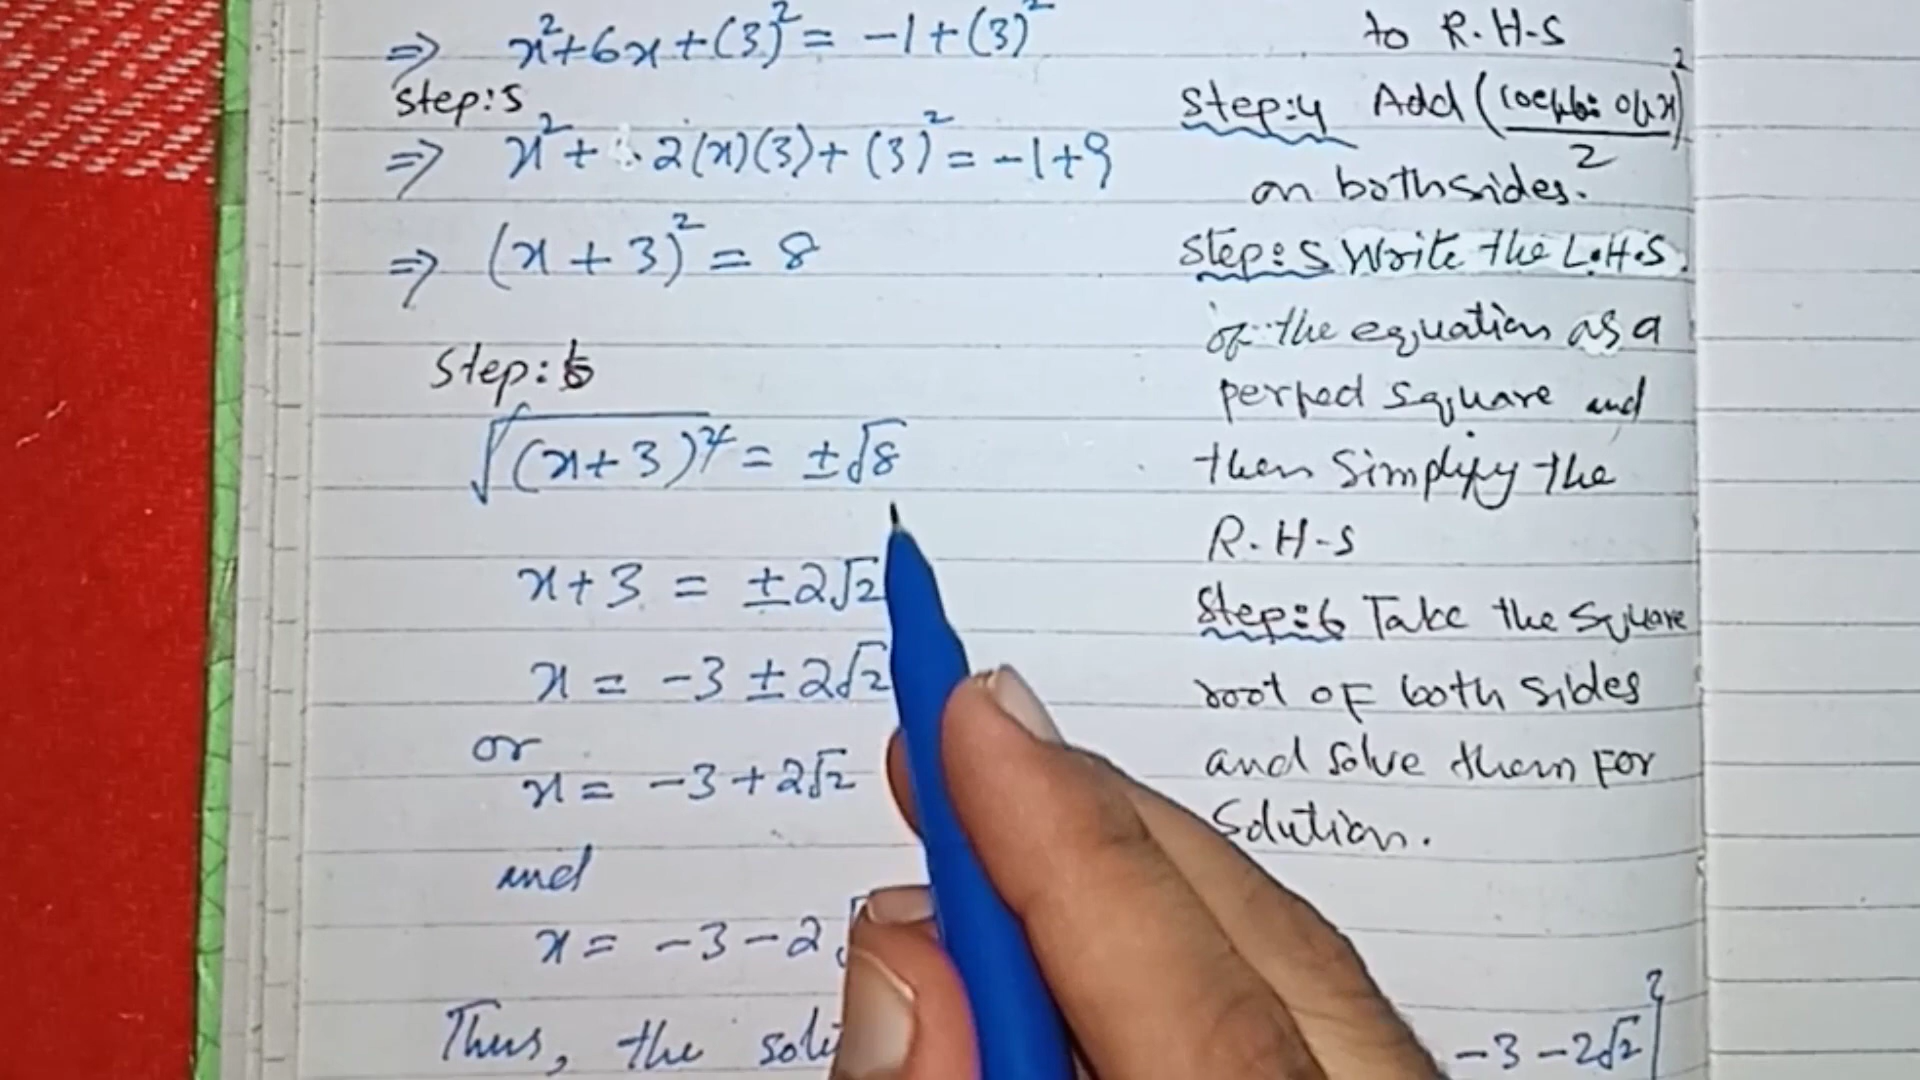 ⇒ x²+6x+(3)² = -1+(3)²
step:5
⇒ x²+ 2(x)(3)+(3)² = -1+9
⇒ (x+3)² = 8
Step:6
√(x+3)² = ±√8
x+3 = ±2√2
x = -3 ± 2√2
or
x = -3+2√2
and
x = -3-2√
Thus, the
-3-2√2}
to R.H.S
Step:4 Add ( of x/2)²
on both sides.
Step:5 Write the L.H.S.
of the equation as a
perfect square and
then simplify the
R.H.S
Step:6 Take the square
root of both sides
and solve them for
Solution.